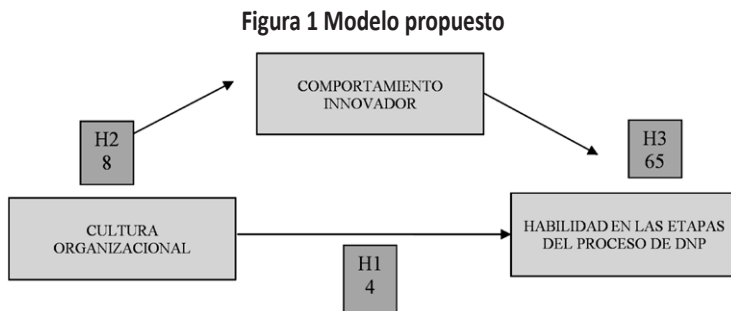 Figura 1 Modelo propuesto
COMPORTAMIENTO
INNOVADOR
H2
8
H3
65
CULTURA
ORGANIZACIONAL
HABILIDAD EN LAS ETAPAS
DEL PROCESO DE DNP
H1
4